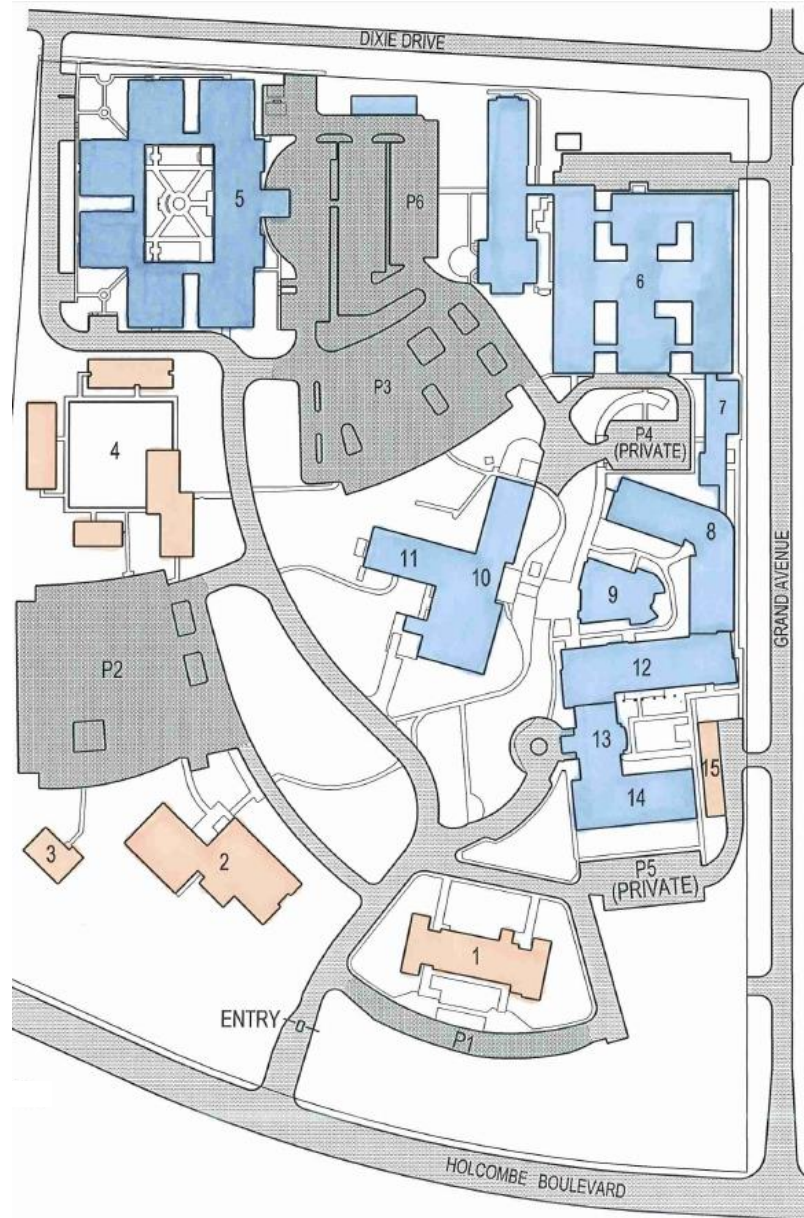 DIXIE DRIVE
5
P6
6
P3
7
P4
(PRIVATE)
4
8
11
10
9
GRAND AVENUE
P2
12
13
15
14
3
2
P5
(PRIVATE)
1
ENTRY
P1
HOLCOMBE BOULEVARD